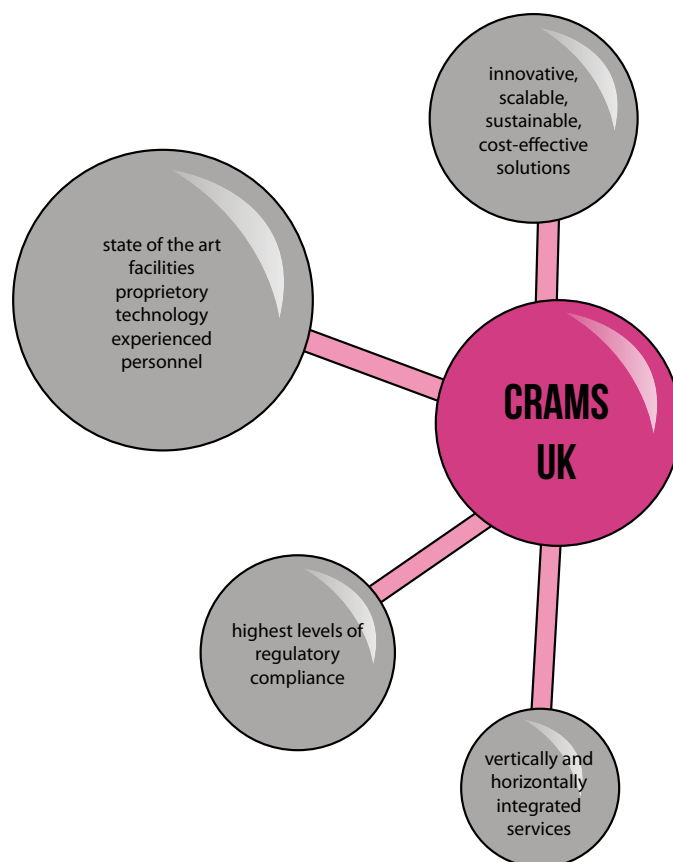 innovative,
scalable,
sustainable,
cost-effective
solutions
state of the art
facilities
proprietory
technology
experienced
personnel
CRAMS
UK
highest levels of
regulatory
compliance
vertically and
horizontally
integrated
services